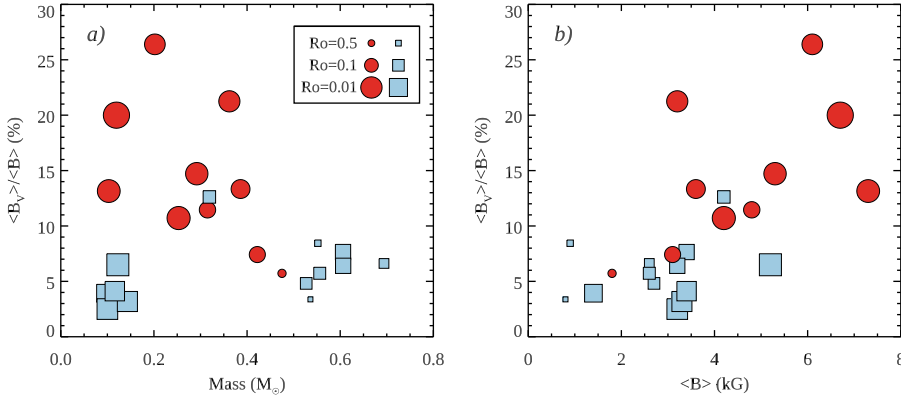 a)
Ro=0.5
Ro=0.1
Ro=0.01
30
25
20
15
10
5
0
<B_V>/<B> (%)
0.0 0.2 0.4 0.6 0.8
Mass (M☉)
b)
30
25
20
15
10
5
0
<B_V>/<B> (%)
0 2 4 6 8
<B> (kG)